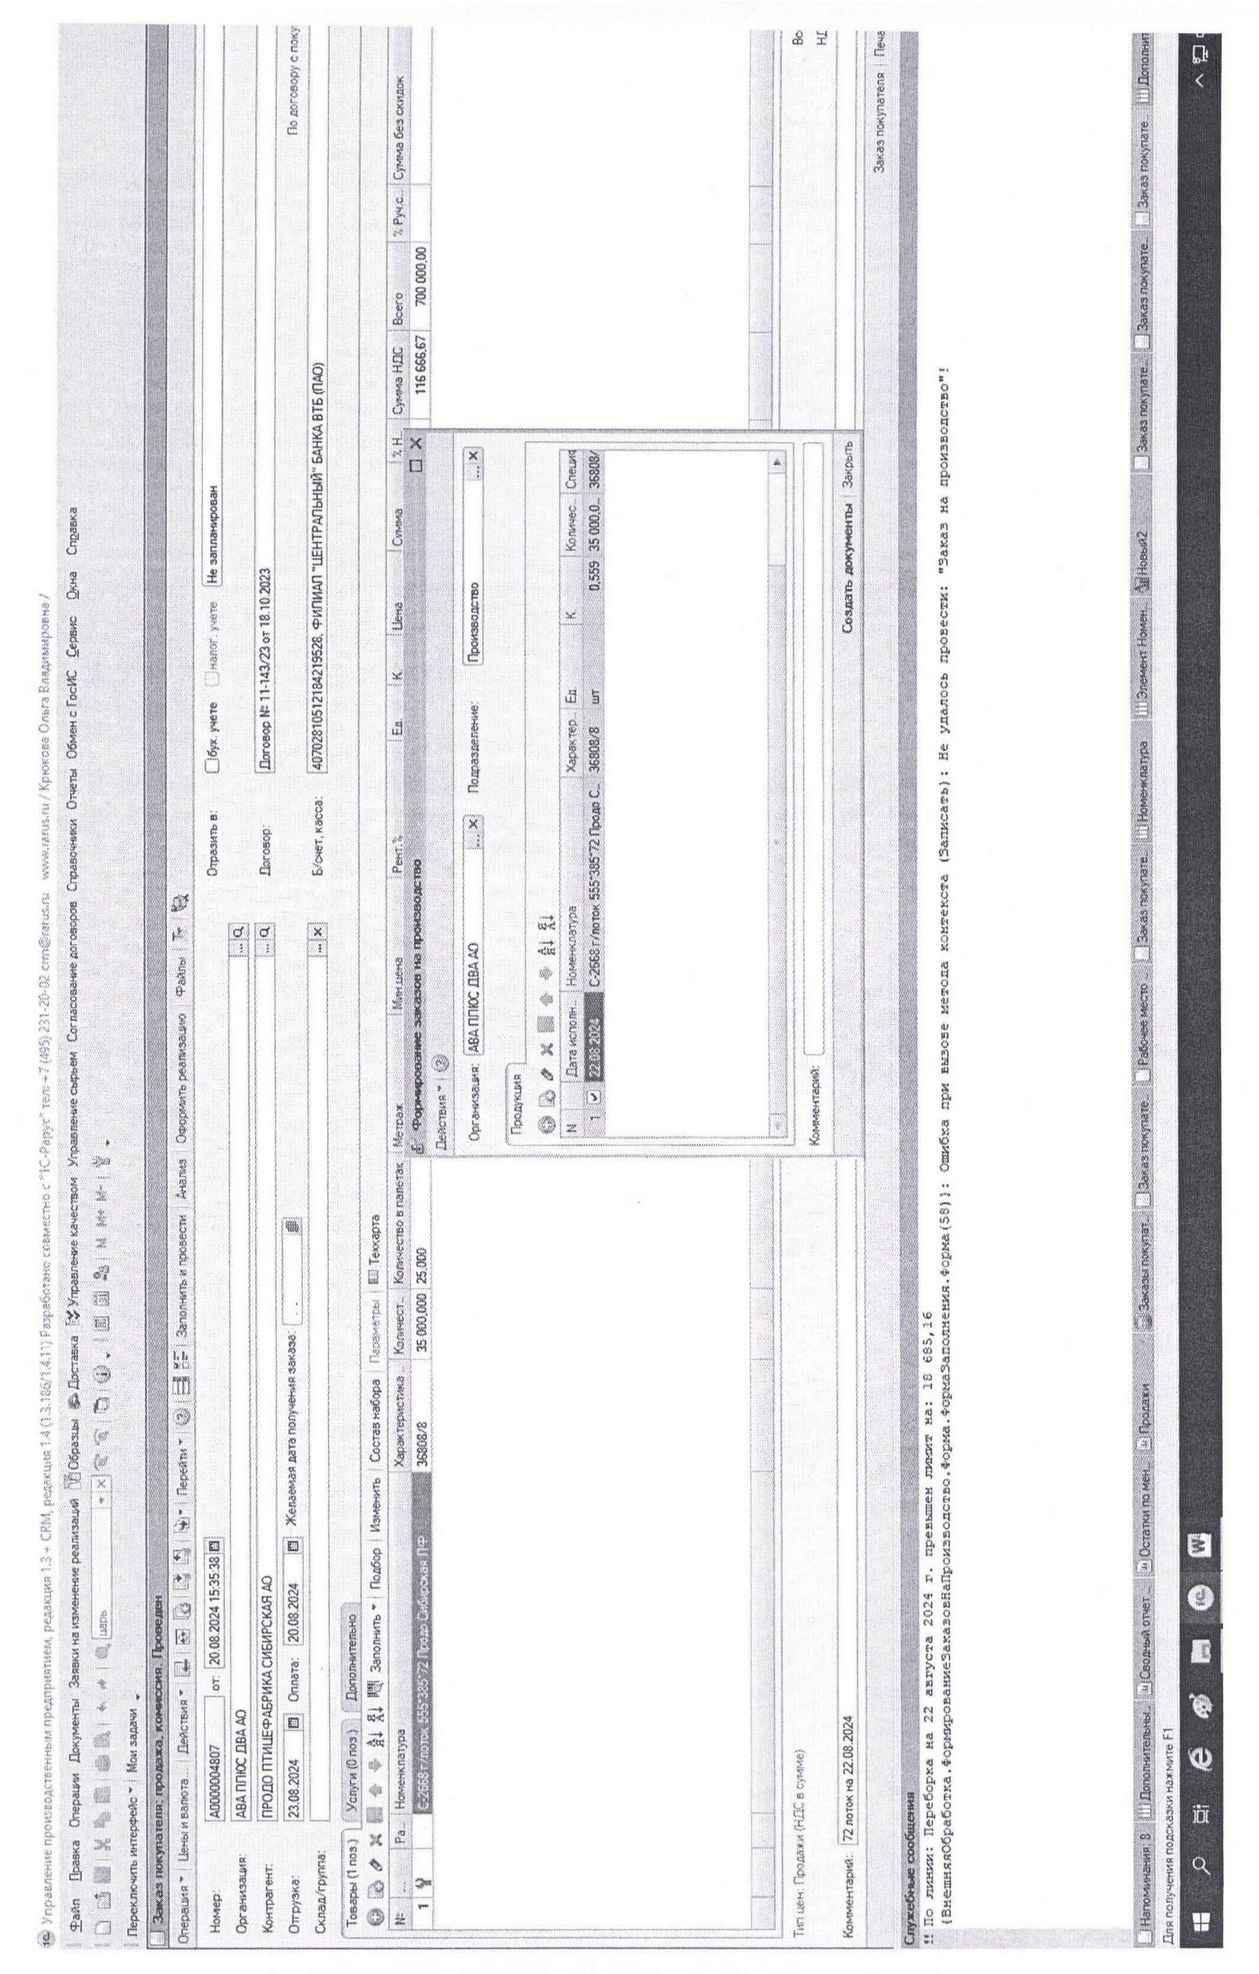 Управление производственным предприятием, редакция 1.3 + CRM, редакция 1.4 (1.3.186/1.4.11) Разработано совместно с "1С-Рарус" тел: +7 (495) 231-20-02 crm@rarus.ru www.rarus.ru / Крюкова Ольга Владимировна /
Файл Правка Операции Документы Заявки на изменение реализаций Образцы Доставка Управление качеством Управление сырьем Согласование договоров Справочники Отчеты Обмен с ГосИС Сервис Окна Справка
царь M M+ M-
Переключить интерфейс Мои задачи
Заказ покупателя: продажа, комиссия. Проведен
Операция Цены и валюта... Действия Перейти Заполнить и провести Анализ Оформить реализацию Файлы
Номер: А0000004807 от: 20.08.2024 15:35:38 Отразить в: бух. учете налог. учете Не запланирован
Организация: АВА ПЛЮС ДВА АО
Контрагент: ПРОДО ПТИЦЕФАБРИКА СИБИРСКАЯ АО Договор: Договор № 11-143/23 от 18.10.2023
Отгрузка: 23.08.2024 Оплата: 20.08.2024 Желаемая дата получения заказа: . . По договору с поку
Склад/группа: Б/счет, касса: 40702810512184219528, ФИЛИАЛ "ЦЕНТРАЛЬНЫЙ" БАНКА ВТБ (ПАО)
Товары (1 поз.) Услуги (0 поз.) Дополнительно
Заполнить Подбор Изменить Состав набора Параметры Техкарта
№ ... Ра... Номенклатура Характеристика ... Количест... Количество в палетах Метраж Мин.цена Рент,% Ед. К. Цена Сумма % Н... Сумма НДС Всего % Руч.с... Сумма без скидок
1 С-2668 г/лоток 555*385*72 Продо Сибирская ПФ 36808/8 35 000,000 25,000 116 666,67 700 000,00
Формирование заказов на производство
Действия
Организация: АВА ПЛЮС ДВА АО ... X Подразделение: Производство ... X
Продукция
N Дата исполн... Номенклатура Характер... Ед. К. Количес... Специф
1 22.08.2024 С-2668 г/лоток 555*385*72 Продо С... 36808/8 шт 0,559 35 000,0... 36808/
Комментарий:
Создать документы Закрыть
Тип цен: Продажи (НДС в сумме) Во
НД
Комментарий: 72 лоток на 22.08.2024
Заказ покупателя Печа
Служебные сообщения
!! По линии: Переборка на 22 августа 2024 г. превышен лимит на: 18 685,16
{ВнешняяОбработка.ФормированиеЗаказовНаПроизводство.Форма.ФормаЗаполнения.Форма(58)}: Ошибка при вызове метода контекста (Записать): Не удалось провести: "Заказ на производство"!
Напоминания: 8 Дополнительны... Сводный отчет ... Остатки по мен... Продажи Заказы покупат... Заказ покупате... Рабочее место ... Заказ покупате... Номенклатура Элемент Номен... Новый2 Заказ покупате... Заказ покупате... Заказ покупате... Заказ покупате... Дополнит
Для получения подсказки нажмите F1